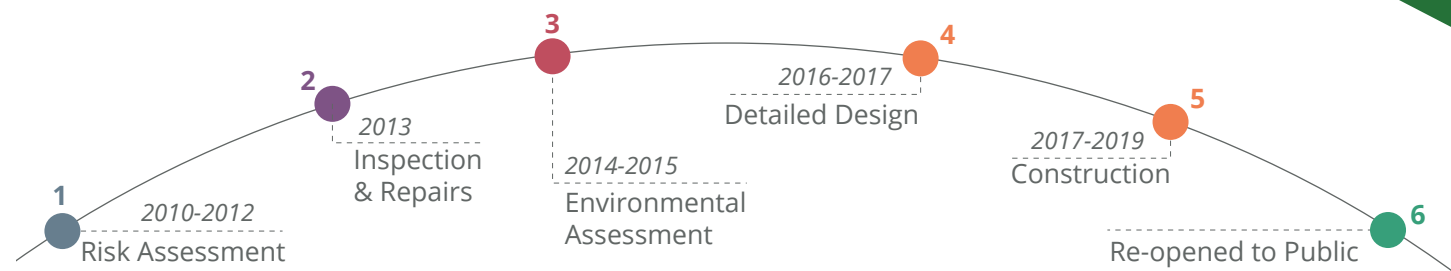 1
2010-2012
Risk Assessment
2
2013
Inspection
& Repairs
3
2014-2015
Environmental
Assessment
4
2016-2017
Detailed Design
5
2017-2019
Construction
6
Re-opened to Public